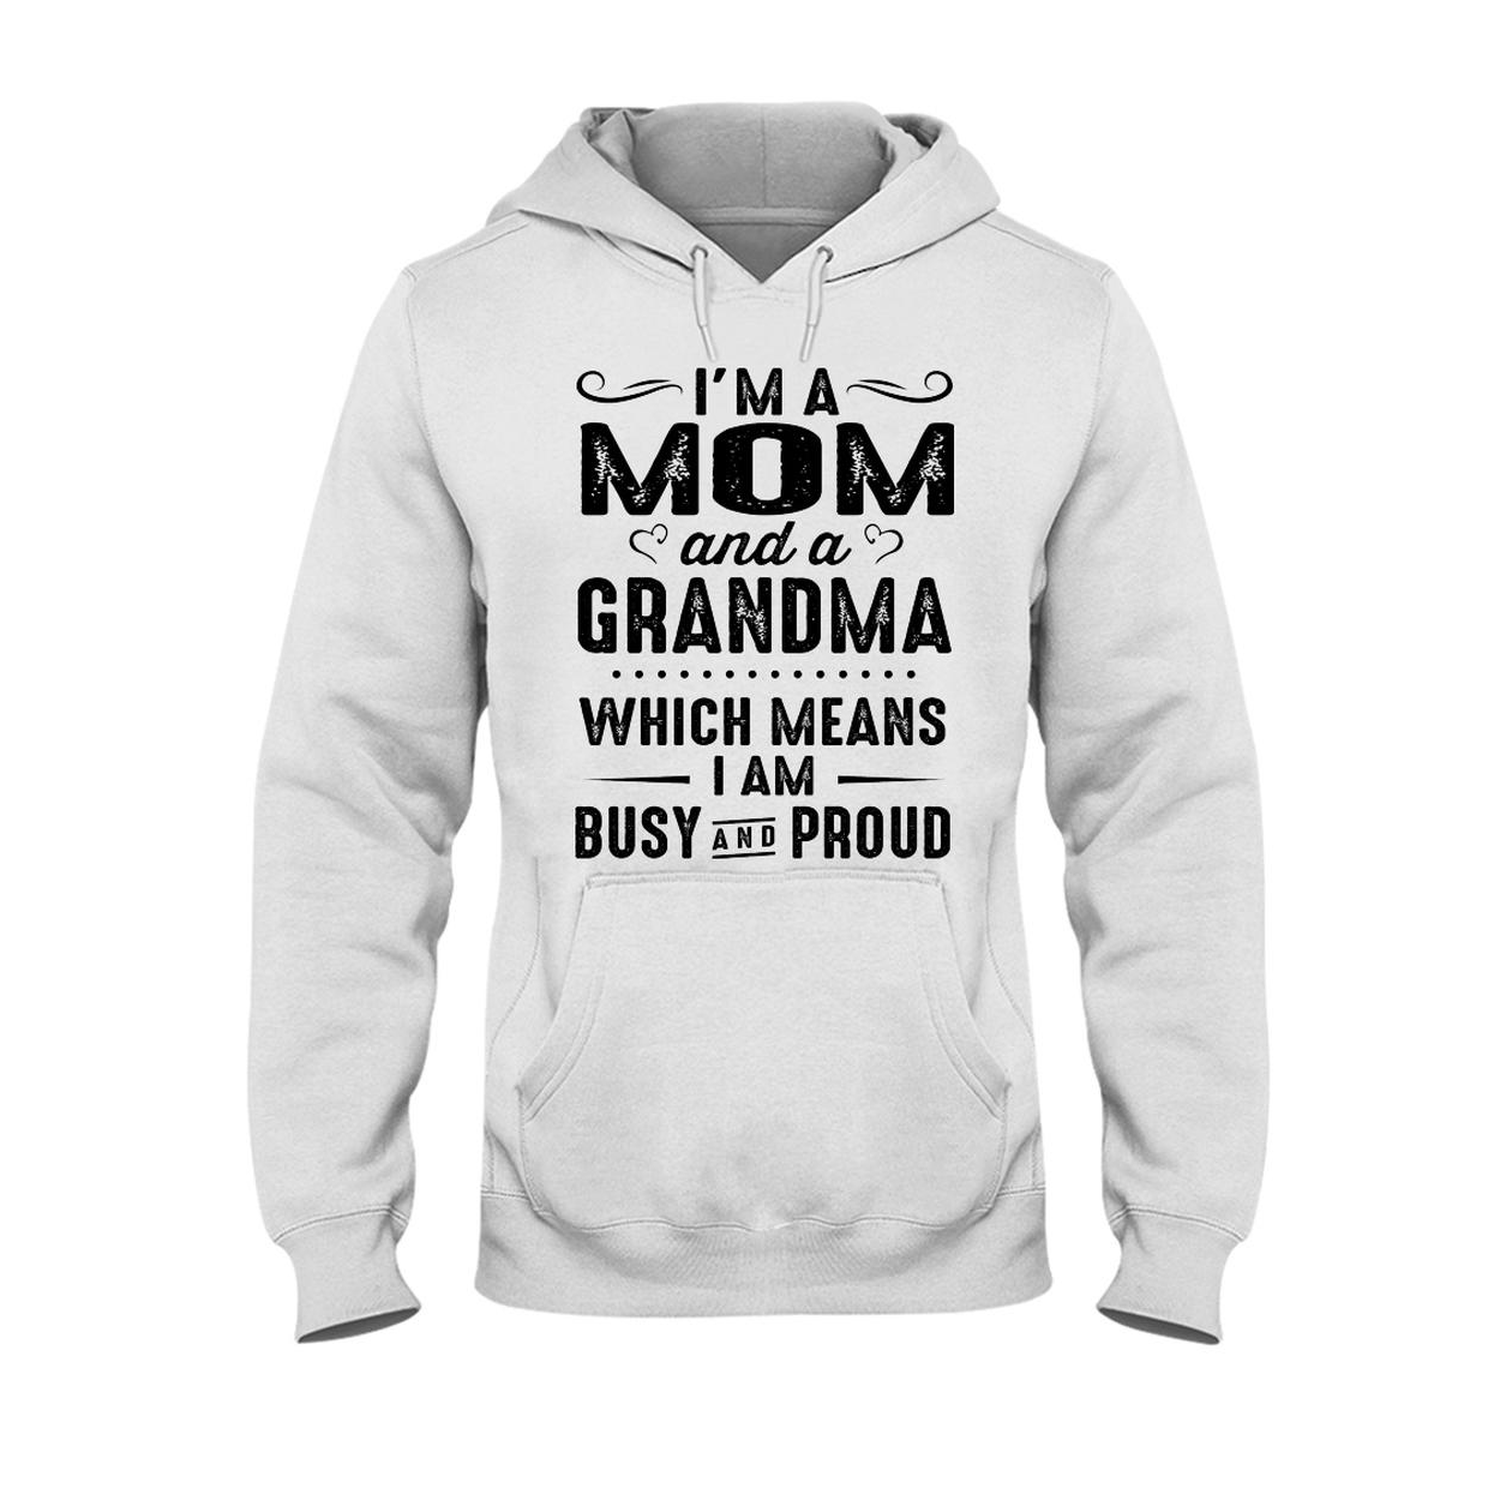 I'M A
MOM
and a
GRANDMA
WHICH MEANS
I AM
BUSY AND PROUD